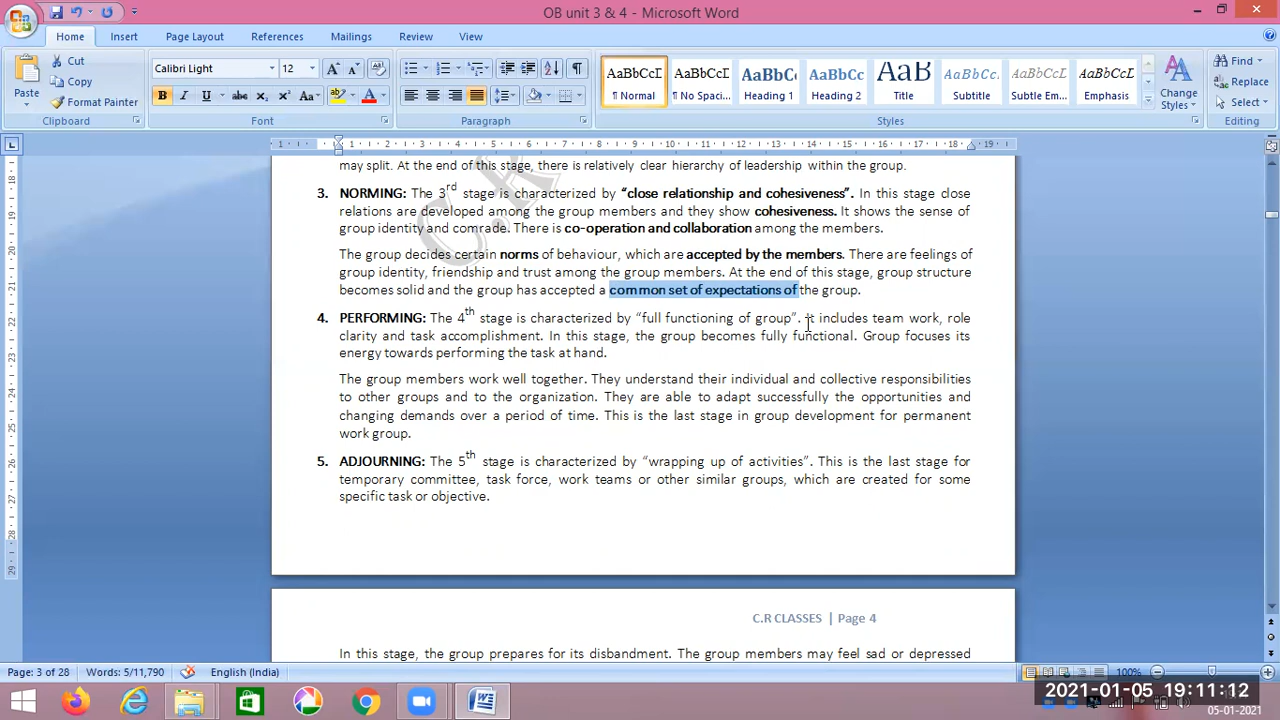 OB unit 3 & 4 - Microsoft Word
Home Insert Page Layout References Mailings Review View
Paste
Cut
Copy
Format Painter
Calibri Light 12
B I U abc x₂ x² Aa A
AaBbCcL AaBbCcL AaBbC AaBbCc AaB AaBbCc. AaBbCcL AaBbCcL
¶ Normal ¶ No Spaci... Heading 1 Heading 2 Title Subtitle Subtle Em... Emphasis
Change Styles
Find
Replace
Select
Clipboard Font Paragraph Styles Editing
may split. At the end of this stage, there is relatively clear hierarchy of leadership within the group.
3. NORMING: The 3rd stage is characterized by “close relationship and cohesiveness”. In this stage close
relations are developed among the group members and they show cohesiveness. It shows the sense of
group identity and comrade. There is co-operation and collaboration among the members.
The group decides certain norms of behaviour, which are accepted by the members. There are feelings of
group identity, friendship and trust among the group members. At the end of this stage, group structure
becomes solid and the group has accepted a common set of expectations of the group.
4. PERFORMING: The 4th stage is characterized by “full functioning of group”. It includes team work, role
clarity and task accomplishment. In this stage, the group becomes fully functional. Group focuses its
energy towards performing the task at hand.
The group members work well together. They understand their individual and collective responsibilities
to other groups and to the organization. They are able to adapt successfully the opportunities and
changing demands over a period of time. This is the last stage in group development for permanent
work group.
5. ADJOURNING: The 5th stage is characterized by “wrapping up of activities”. This is the last stage for
temporary committee, task force, work teams or other similar groups, which are created for some
specific task or objective.
C.R CLASSES | Page 4
In this stage, the group prepares for its disbandment. The group members may feel sad or depressed
Page: 3 of 28 Words: 5/11,790 English (India) 100%
2021-01-05 19:11:12
05-01-2021